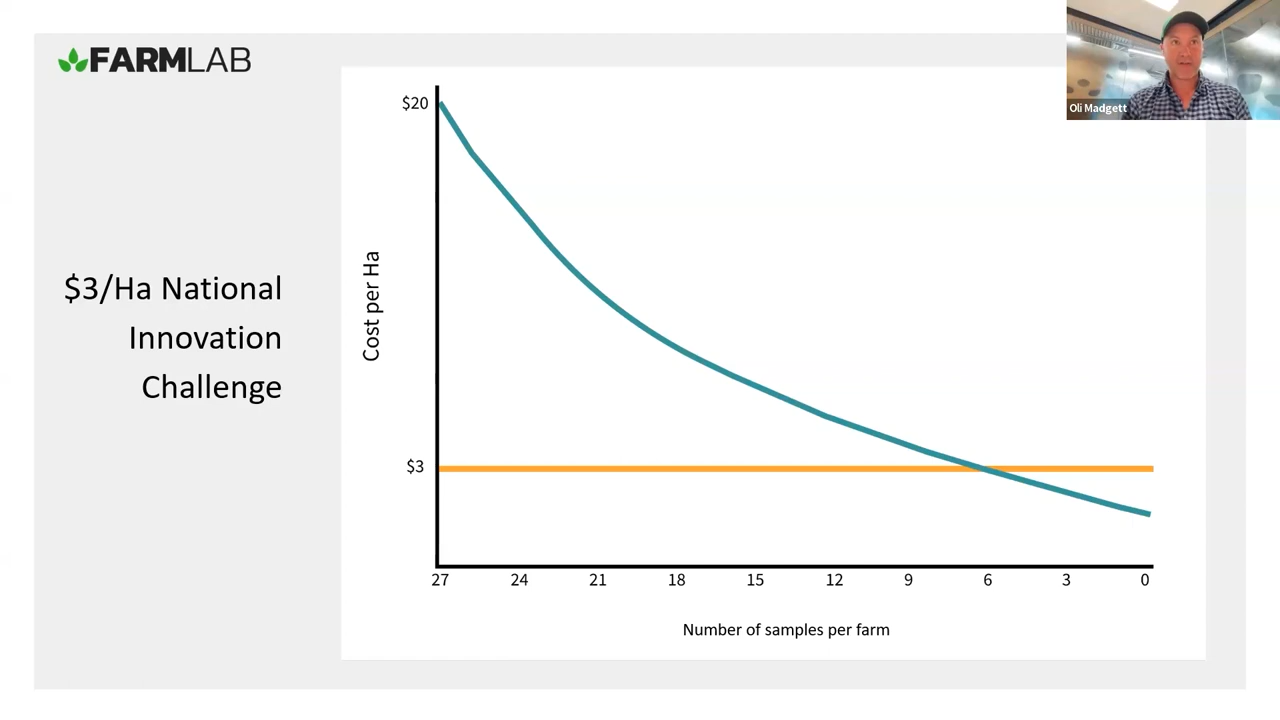 FARMLAB
Oli Madgett
$3/Ha National
Innovation
Challenge
$20
Cost per Ha
$3
27 24 21 18 15 12 9 6 3 0
Number of samples per farm